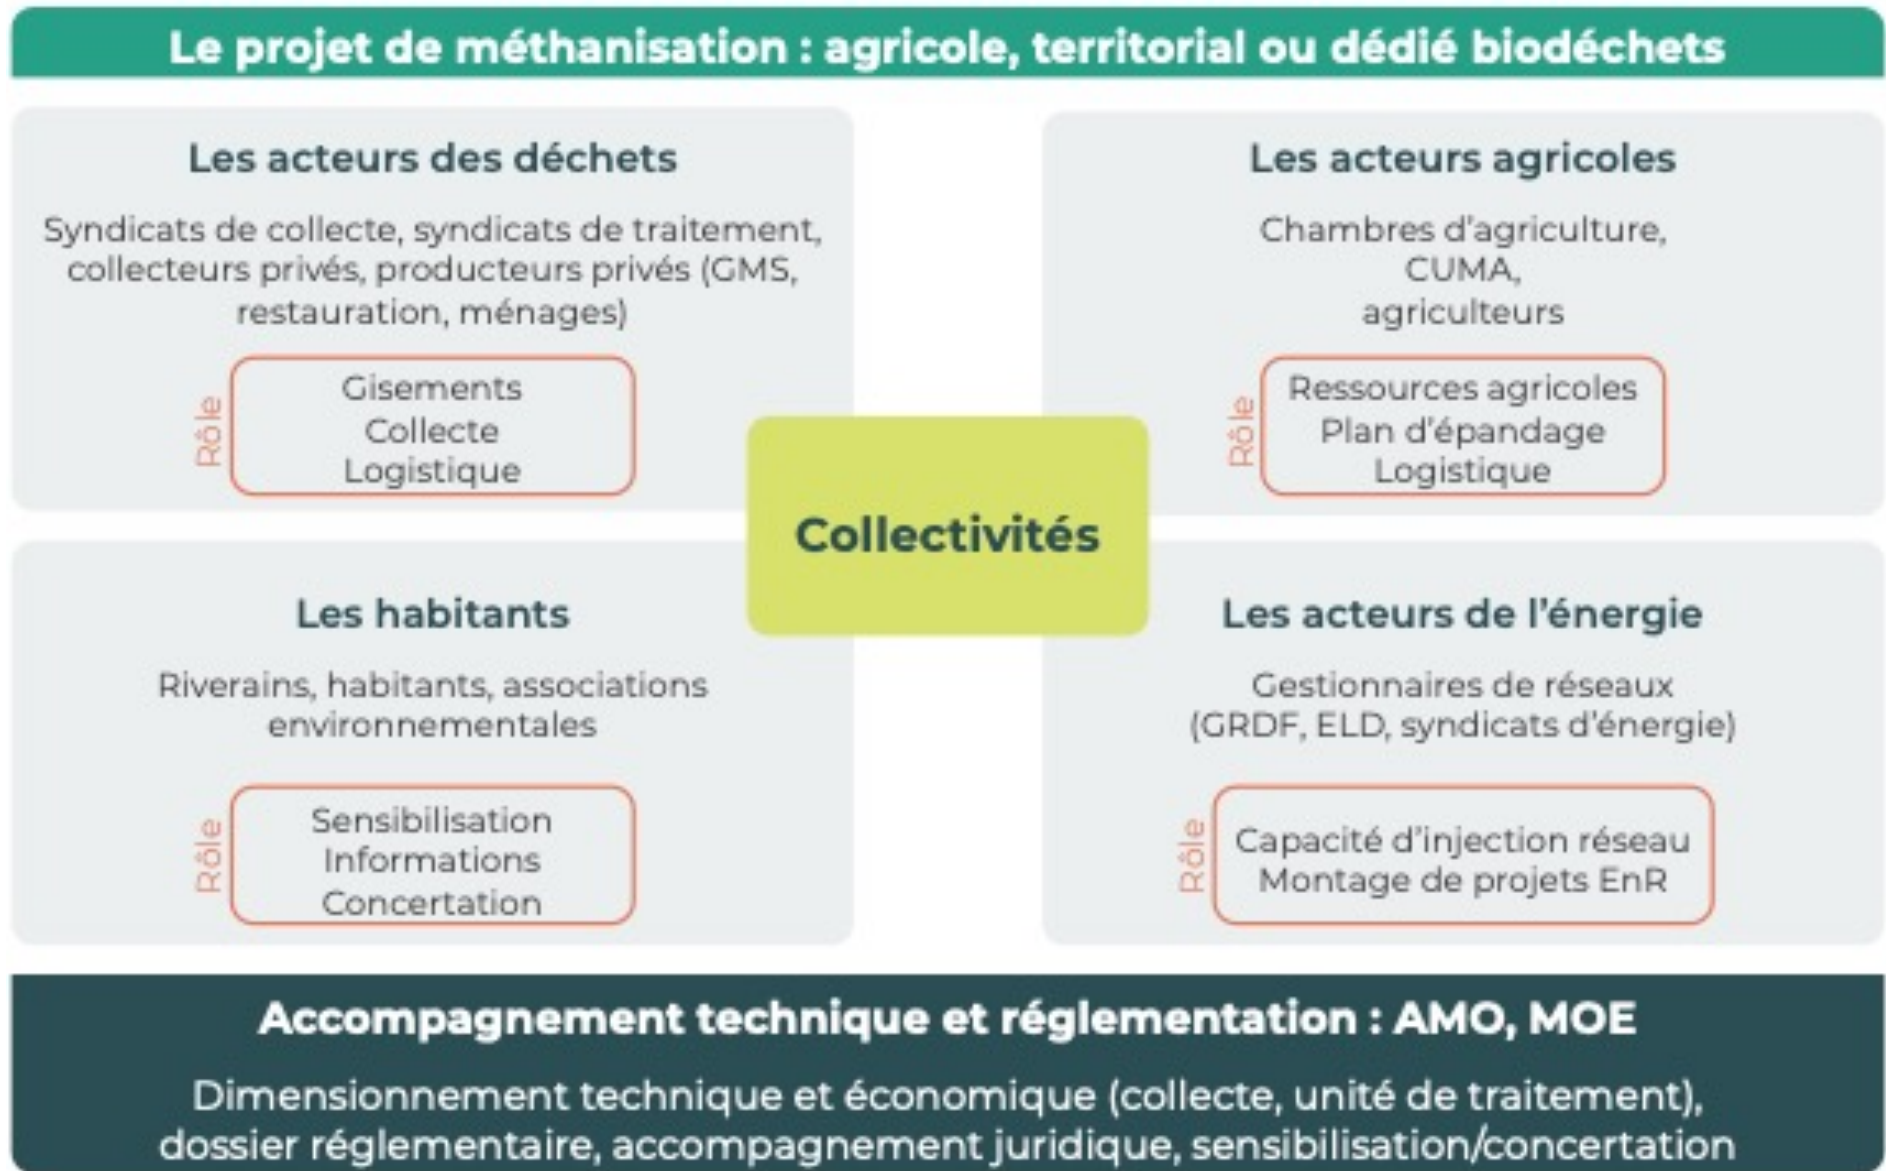 Le projet de méthanisation : agricole, territorial ou dédié biodéchets
Les acteurs des déchets
Syndicats de collecte, syndicats de traitement,
collecteurs privés, producteurs privés (GMS,
restauration, ménages)
Rôle
Gisements
Collecte
Logistique
Les acteurs agricoles
Chambres d'agriculture,
CUMA,
agriculteurs
Rôle
Ressources agricoles
Plan d'épandage
Logistique
Collectivités
Les habitants
Riverains, habitants, associations
environnementales
Rôle
Sensibilisation
Informations
Concertation
Les acteurs de l'énergie
Gestionnaires de réseaux
(GRDF, ELD, syndicats d'énergie)
Rôle
Capacité d'injection réseau
Montage de projets EnR
Accompagnement technique et réglementation : AMO, MOE
Dimensionnement technique et économique (collecte, unité de traitement),
dossier réglementaire, accompagnement juridique, sensibilisation/concertation